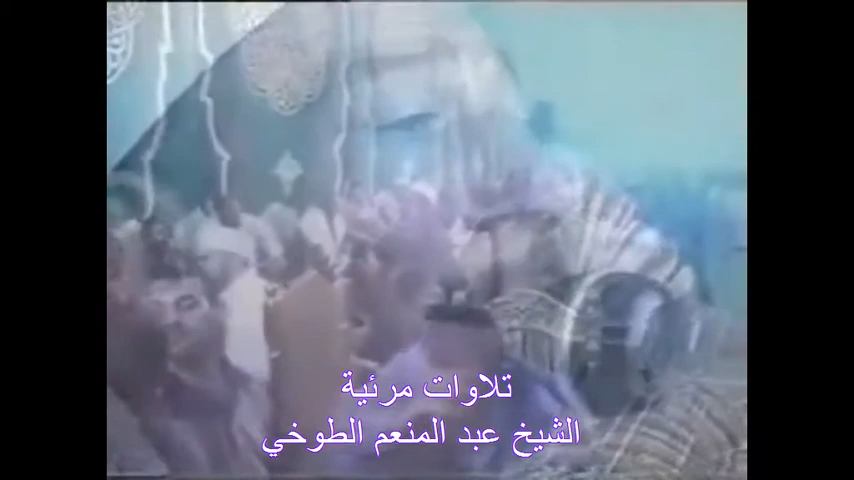 تلاوات مرئية
الشيخ عبد المنعم الطوخي